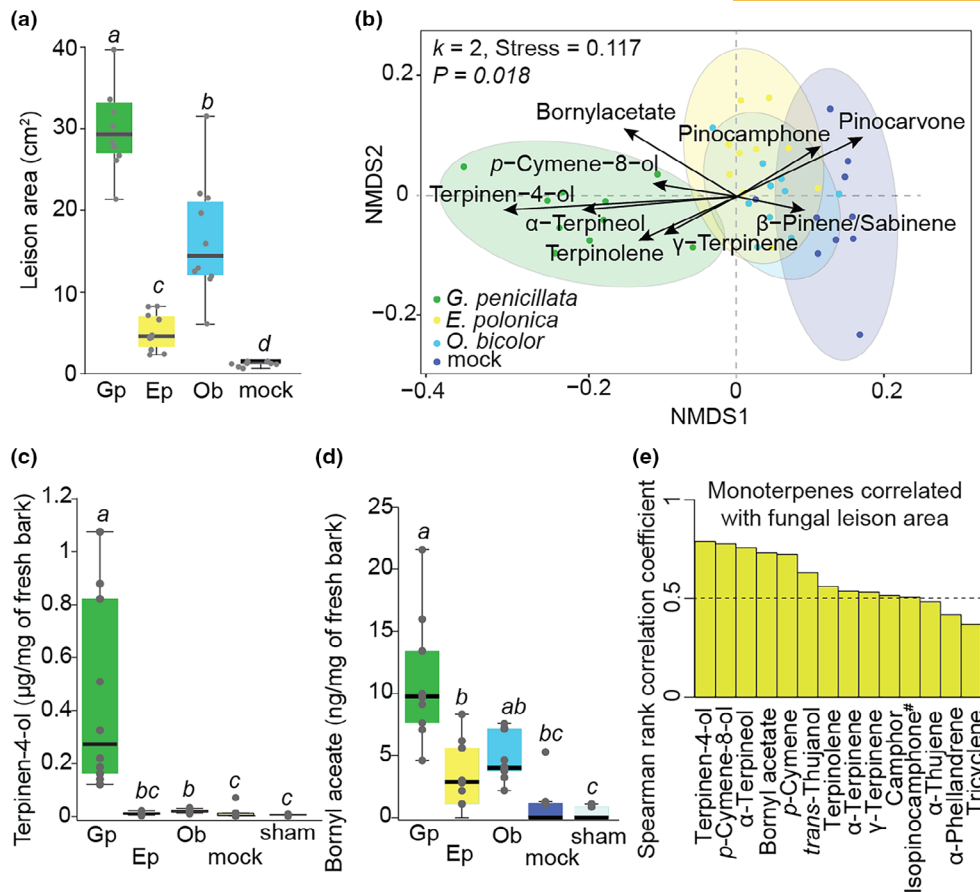 (a)
Leison area (cm²)
40
30
20
10
0
a
c
b
d
Gp
Ep
Ob
mock
(b)
k = 2, Stress = 0.117
P = 0.018
NMDS2
0.2
0
−0.2
Bornylacetate
Pinocamphone
Pinocarvone
p-Cymene-8-ol
Terpinen-4-ol
α-Terpineol
β-Pinene/Sabinene
Terpinolene
γ-Terpinene
G. penicillata
E. polonica
O. bicolor
mock
−0.4
−0.2
0
0.2
NMDS1
(c)
Terpinen-4-ol (µg/mg of fresh bark)
1.2
1
0.8
0.6
0.4
0.2
0
a
bc
b
c
c
Gp
Ep
Ob
mock
sham
(d)
Bornyl aceate (ng/mg of fresh bark)
25
20
15
10
5
0
a
b
ab
bc
c
Gp
Ep
Ob
mock
sham
(e)
Spearman rank correlation coefficient
1
0.5
0
Monoterpenes correlated
with fungal leison area
Terpinen-4-ol
p-Cymene-8-ol
α-Terpineol
Bornyl acetate
p-Cymene
trans-Thujanol
Terpinolene
α-Terpinene
γ-Terpinene
Camphor
Isopinocamphone#
α-Thujene
α-Phellandrene
Tricyclene